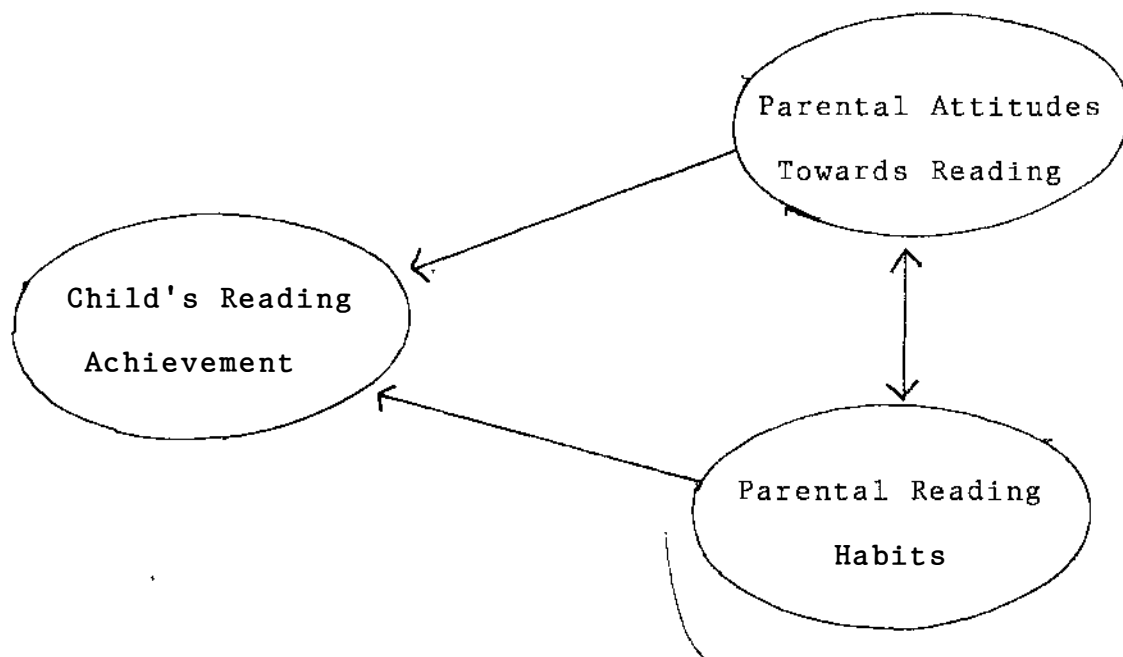 Parental Attitudes
Towards Reading
Child's Reading
Achievement
Parental Reading
Habits